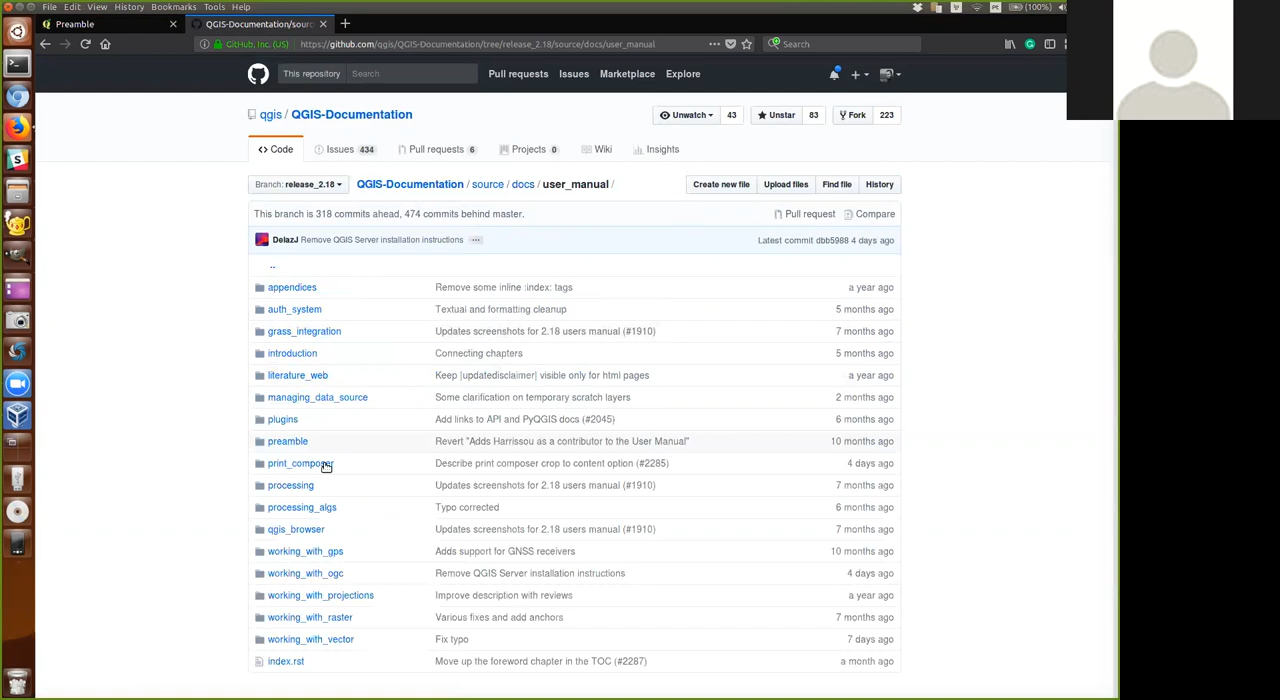 File Edit View History Bookmarks Tools Help
(100%)
Preamble
QGIS-Documentation/sourc
GitHub, Inc. (US)
https://github.com/qgis/QGIS-Documentation/tree/release_2.18/source/docs/user_manual
Search
This repository Search
Pull requests Issues Marketplace Explore
qgis / QGIS-Documentation
Unwatch 43
Unstar 83
Fork 223
Code Issues 434 Pull requests 6 Projects 0 Wiki Insights
Branch: release_2.18
QGIS-Documentation / source / docs / user_manual /
Create new file Upload files Find file History
This branch is 318 commits ahead, 474 commits behind master.
Pull request Compare
DelazJ Remove QGIS Server installation instructions ...
Latest commit dbb5988 4 days ago
..
appendices Remove some inline :index: tags a year ago
auth_system Textual and formatting cleanup 5 months ago
grass_integration Updates screenshots for 2.18 users manual (#1910) 7 months ago
introduction Connecting chapters 5 months ago
literature_web Keep |updatedisclaimer| visible only for html pages a year ago
managing_data_source Some clarification on temporary scratch layers 2 months ago
plugins Add links to API and PyQGIS docs (#2045) 6 months ago
preamble Revert "Adds Harrissou as a contributor to the User Manual" 10 months ago
print_composer Describe print composer crop to content option (#2285) 4 days ago
processing Updates screenshots for 2.18 users manual (#1910) 7 months ago
processing_algs Typo corrected 6 months ago
qgis_browser Updates screenshots for 2.18 users manual (#1910) 7 months ago
working_with_gps Adds support for GNSS receivers 10 months ago
working_with_ogc Remove QGIS Server installation instructions 4 days ago
working_with_projections Improve description with reviews a year ago
working_with_raster Various fixes and add anchors 7 months ago
working_with_vector Fix typo 7 days ago
index.rst Move up the foreword chapter in the TOC (#2287) a month ago